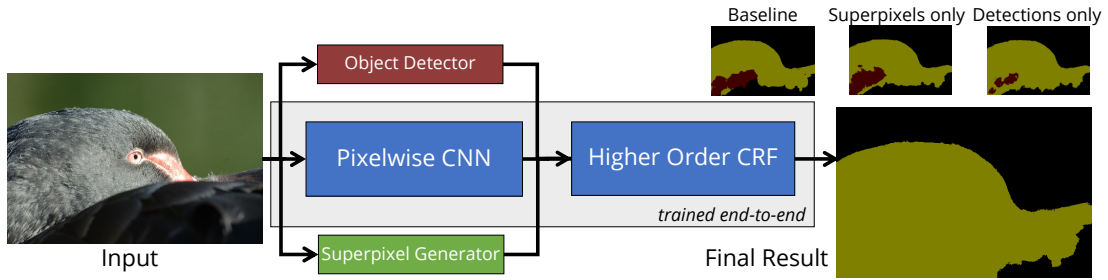 Baseline
Superpixels only
Detections only
Object Detector
Pixelwise CNN
Higher Order CRF
trained end-to-end
Superpixel Generator
Input
Final Result